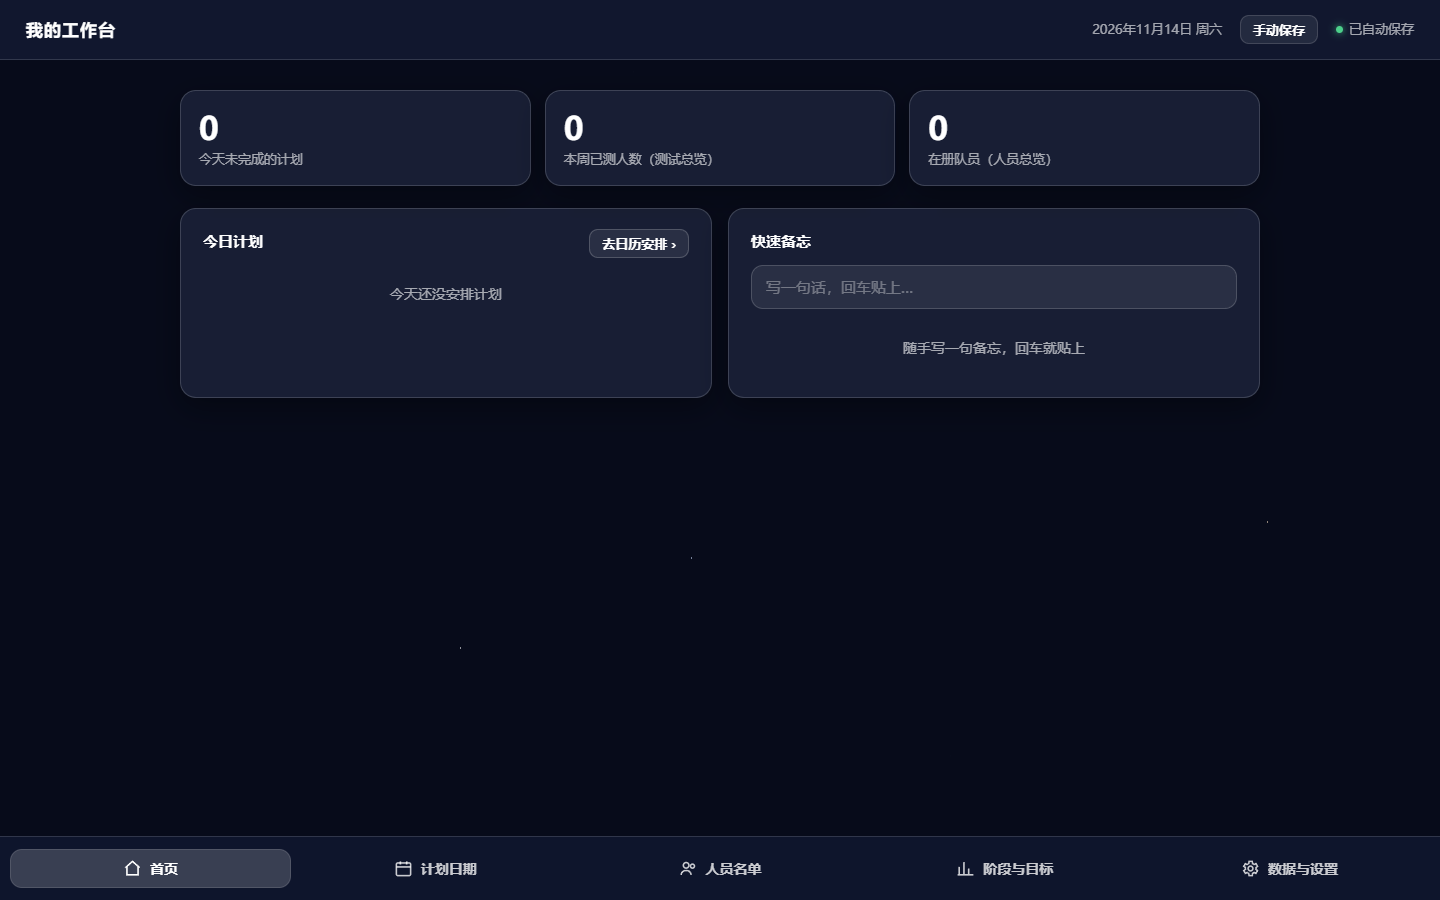 我的工作台
2026年11月14日 周六
手动保存
已自动保存
0
今天未完成的计划
0
本周已测人数（测试总览）
0
在册队员（人员总览）
今日计划
去日历安排 ›
今天还没安排计划
快速备忘
写一句话，回车贴上...
随手写一句备忘，回车就贴上
首页
计划日期
人员名单
阶段与目标
数据与设置